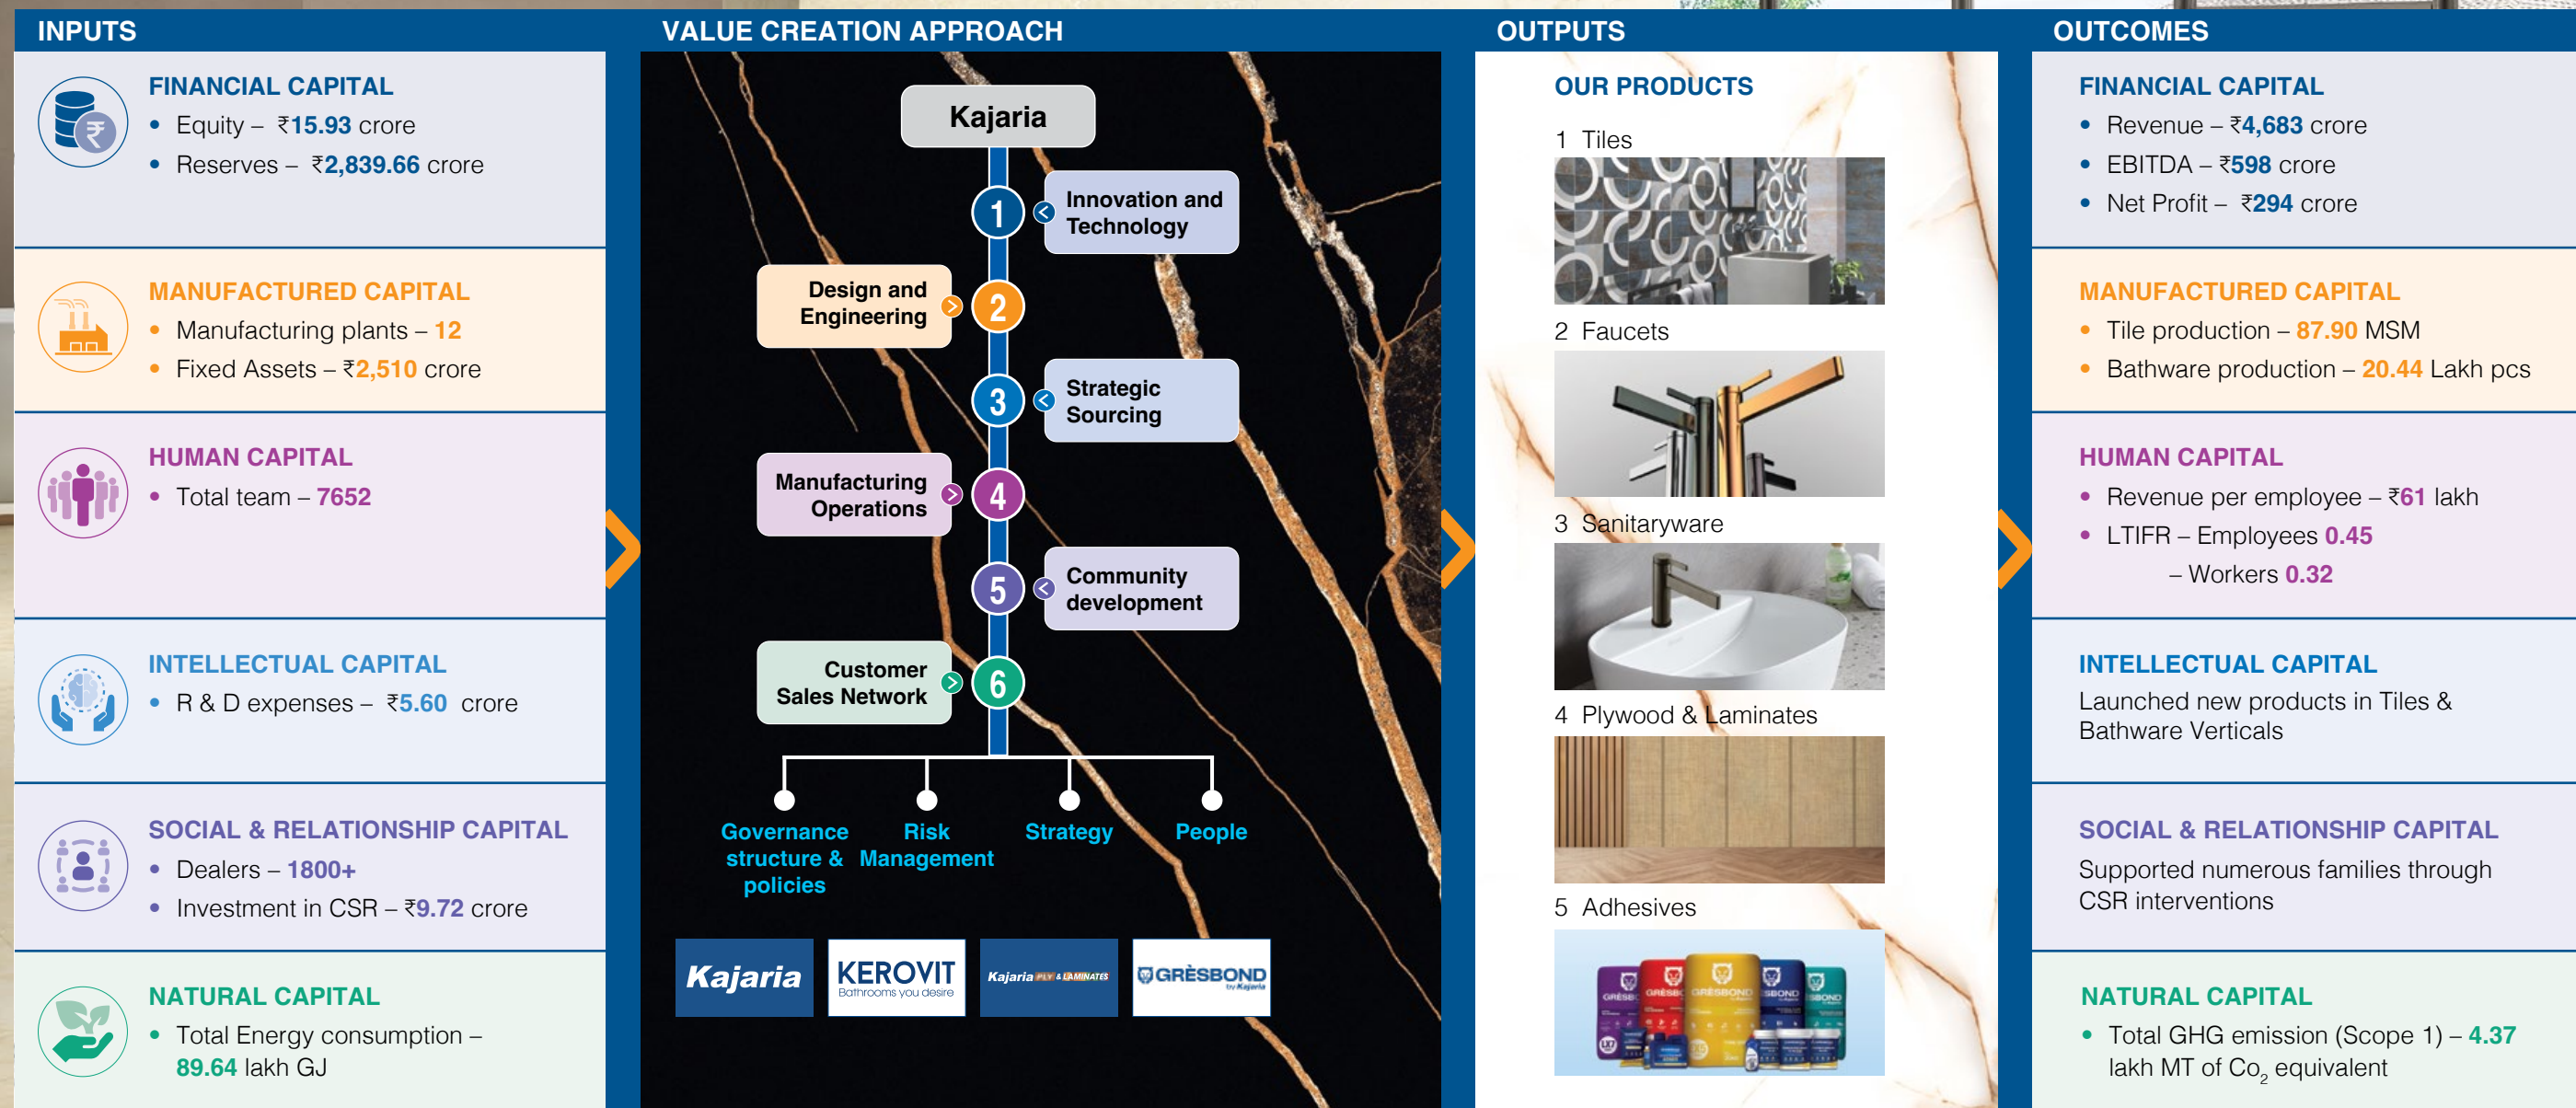 INPUTS
FINANCIAL CAPITAL
• Equity – ₹15.93 crore
• Reserves – ₹2,839.66 crore
MANUFACTURED CAPITAL
• Manufacturing plants – 12
• Fixed Assets – ₹2,510 crore
HUMAN CAPITAL
• Total team – 7652
INTELLECTUAL CAPITAL
• R & D expenses – ₹5.60 crore
SOCIAL & RELATIONSHIP CAPITAL
• Dealers – 1800+
• Investment in CSR – ₹9.72 crore
NATURAL CAPITAL
• Total Energy consumption –
89.64 lakh GJ
VALUE CREATION APPROACH
Kajaria
1
Innovation and
Technology
Design and
Engineering
2
3
Strategic
Sourcing
Manufacturing
Operations
4
5
Community
development
Customer
Sales Network
6
Governance
structure &
policies
Risk
Management
Strategy
People
Kajaria
KEROVIT
Bathrooms you desire
Kajaria PLY & LAMINATES
GRÈSBOND
by Kajaria
OUTPUTS
OUR PRODUCTS
1 Tiles
2 Faucets
3 Sanitaryware
4 Plywood & Laminates
5 Adhesives
GRÈSBOND
OUTCOMES
FINANCIAL CAPITAL
• Revenue – ₹4,683 crore
• EBITDA – ₹598 crore
• Net Profit – ₹294 crore
MANUFACTURED CAPITAL
• Tile production – 87.90 MSM
• Bathware production – 20.44 Lakh pcs
HUMAN CAPITAL
• Revenue per employee – ₹61 lakh
• LTIFR – Employees 0.45
– Workers 0.32
INTELLECTUAL CAPITAL
Launched new products in Tiles &
Bathware Verticals
SOCIAL & RELATIONSHIP CAPITAL
Supported numerous families through
CSR interventions
NATURAL CAPITAL
• Total GHG emission (Scope 1) – 4.37
lakh MT of Co₂ equivalent